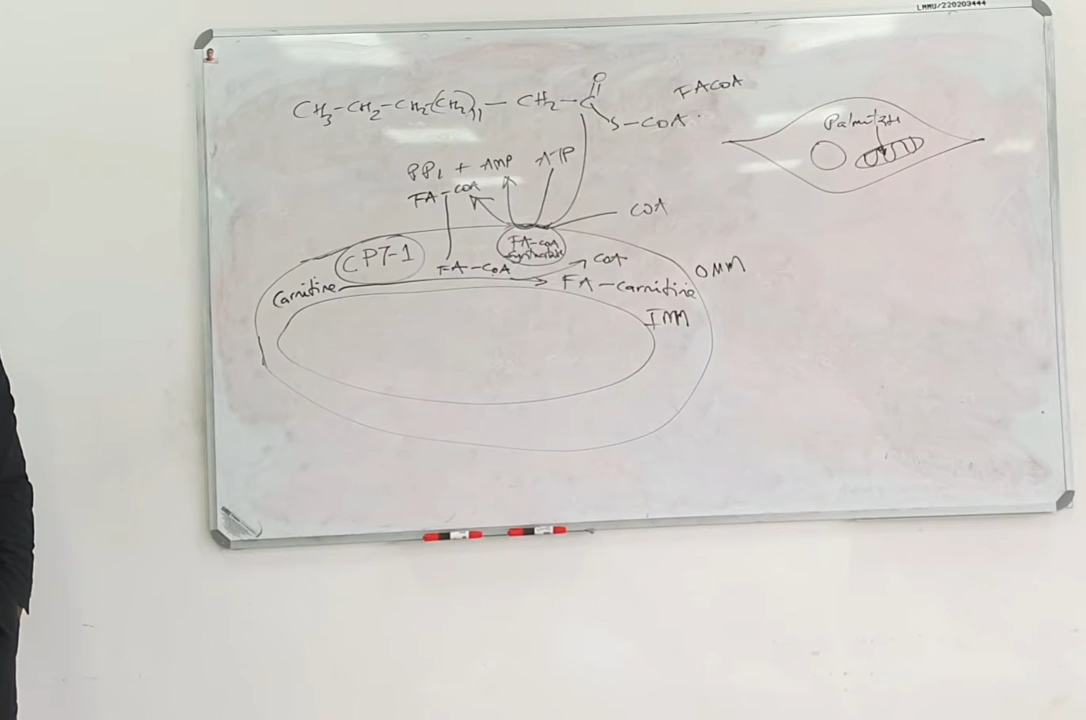 LMMU/220203444
CH3-CH2-CH2(CH2)11-CH2-C
O
S-COA
FACOA
Palmitate
PPi + AMP
ATP
FA-COA
COA
FA-COA
synthetase
CPT-1
FA-COA
COA
OMM
Carnitine
FA-carnitine
IMM